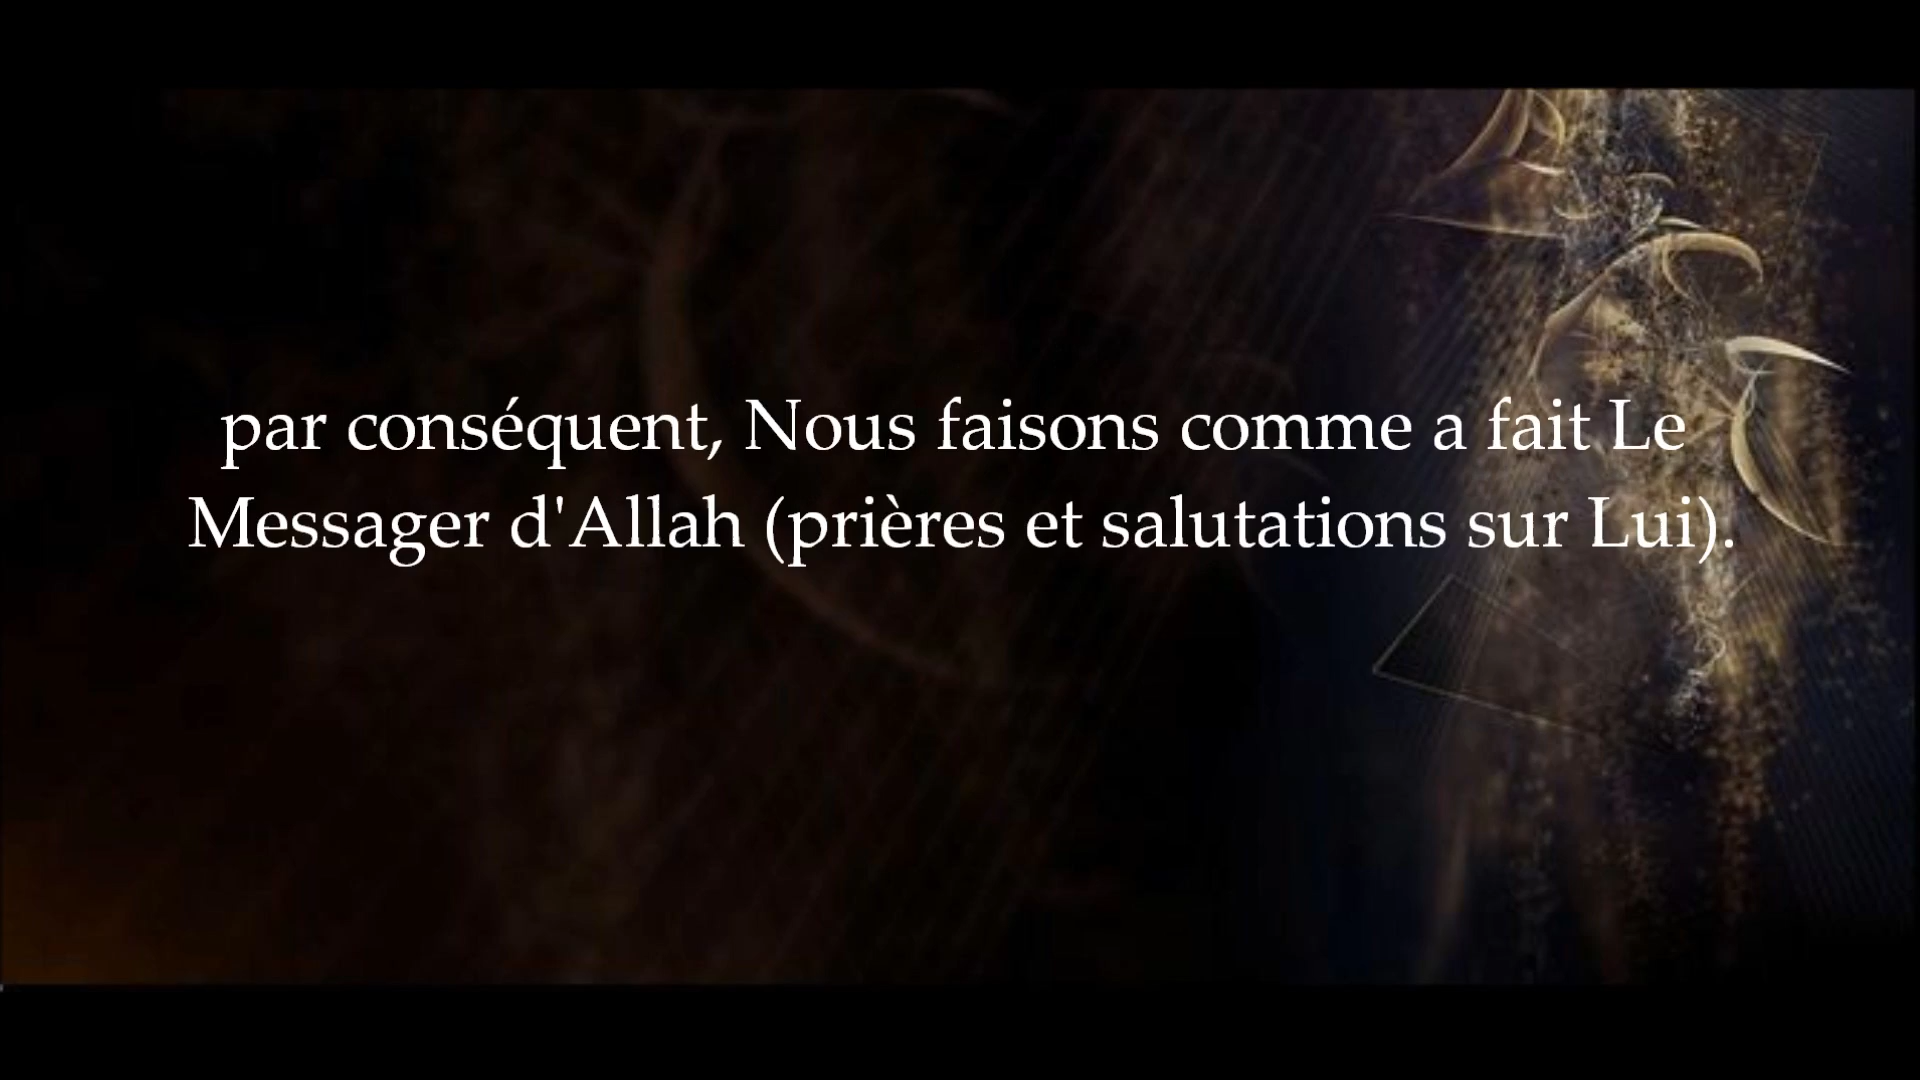 par conséquent, Nous faisons comme a fait Le
Messager d'Allah (prières et salutations sur Lui).